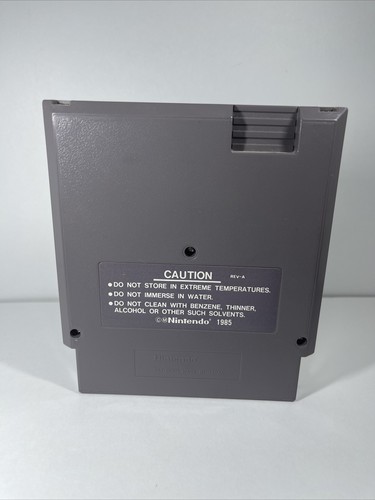 CAUTION REV-A
●DO NOT STORE IN EXTREME TEMPERATURES.
●DO NOT IMMERSE IN WATER.
●DO NOT CLEAN WITH BENZENE, THINNER,
ALCOHOL OR OTHER SUCH SOLVENTS.
©Ⓜ Nintendo® 1985